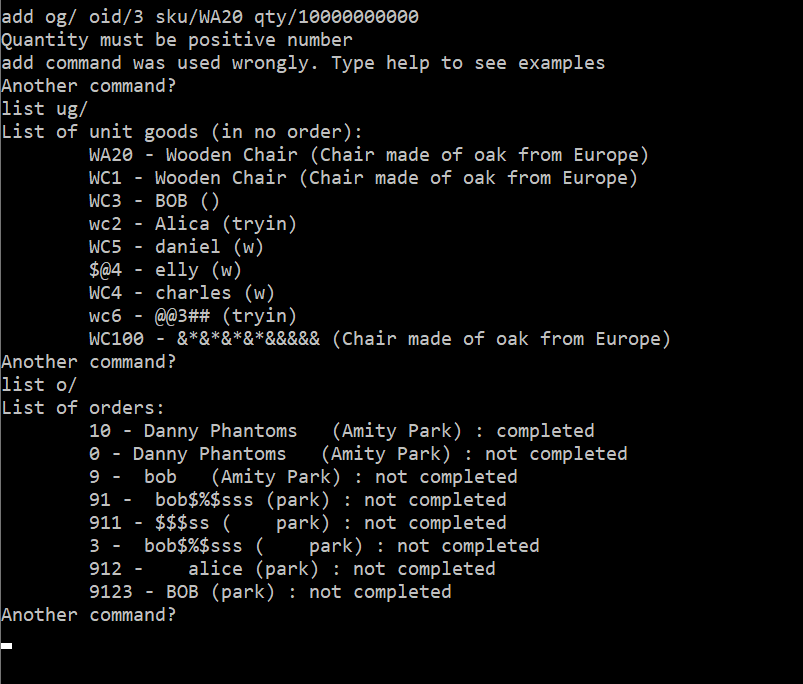 add og/ oid/3 sku/WA20 qty/10000000000
Quantity must be positive number
add command was used wrongly. Type help to see examples
Another command?
list ug/
List of unit goods (in no order):
        WA20 - Wooden Chair (Chair made of oak from Europe)
        WC1 - Wooden Chair (Chair made of oak from Europe)
        WC3 - BOB ()
        wc2 - Alica (tryin)
        WC5 - daniel (w)
        $@4 - elly (w)
        WC4 - charles (w)
        wc6 - @@3## (tryin)
        WC100 - &*&*&*&*&&&&& (Chair made of oak from Europe)
Another command?
list o/
List of orders:
        10 - Danny Phantoms   (Amity Park) : completed
        0 - Danny Phantoms   (Amity Park) : not completed
        9 -  bob   (Amity Park) : not completed
        91 -  bob$%$sss (park) : not completed
        911 - $$$ss (    park) : not completed
        3 -  bob$%$sss (    park) : not completed
        912 -    alice (park) : not completed
        9123 - BOB (park) : not completed
Another command?